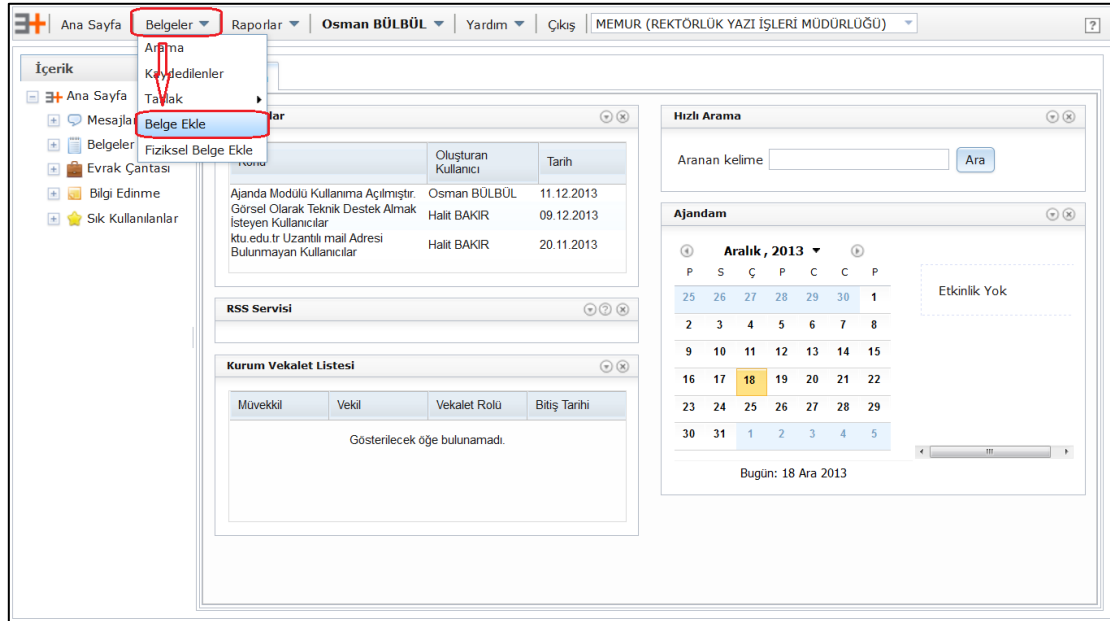 Ana Sayfa Belgeler Raporlar Osman BÜLBÜL Yardım Çıkış MEMUR (REKTÖRLÜK YAZI İŞLERİ MÜDÜRLÜĞÜ) ?
Arama
Kaydedilenler
Taslak
Belge Ekle
Fiziksel Belge Ekle
İçerik
Ana Sayfa
Belgeler
Evrak Çantası
Bilgi Edinme
Sık Kullanılanlar
Oluşturan
Kullanıcı
Tarih
Ajanda Modülü Kullanıma Açılmıştır. Osman BÜLBÜL 11.12.2013
Görsel Olarak Teknik Destek Almak
İsteyen Kullanıcılar
Halit BAKIR 09.12.2013
ktu.edu.tr Uzantılı mail Adresi
Bulunmayan Kullanıcılar
Halit BAKIR 20.11.2013
RSS Servisi
Kurum Vekalet Listesi
Müvekkil Vekil Vekalet Rolü Bitiş Tarihi
Gösterilecek öğe bulunamadı.
Hızlı Arama
Aranan kelime Ara
Ajandam
Aralık , 2013
P S Ç P C C P
25 26 27 28 29 30 1
2 3 4 5 6 7 8
9 10 11 12 13 14 15
16 17 18 19 20 21 22
23 24 25 26 27 28 29
30 31 1 2 3 4 5
Bugün: 18 Ara 2013
Etkinlik Yok